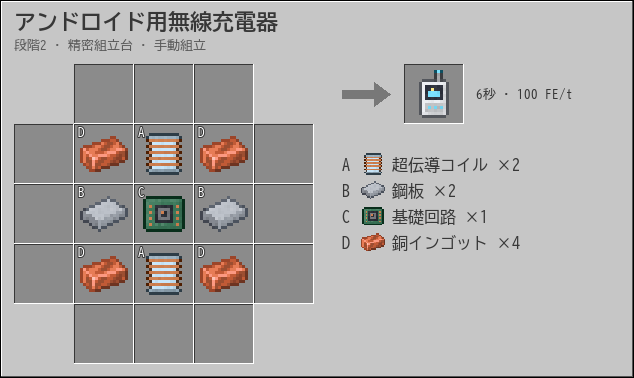 アンドロイド用無線充電器
段階2 · 精密組立台 · 手動組立
6秒 · 100 FE/t
D A D
B C B
D A D
A 超伝導コイル ×2
B 鋼板 ×2
C 基礎回路 ×1
D 銅インゴット ×4